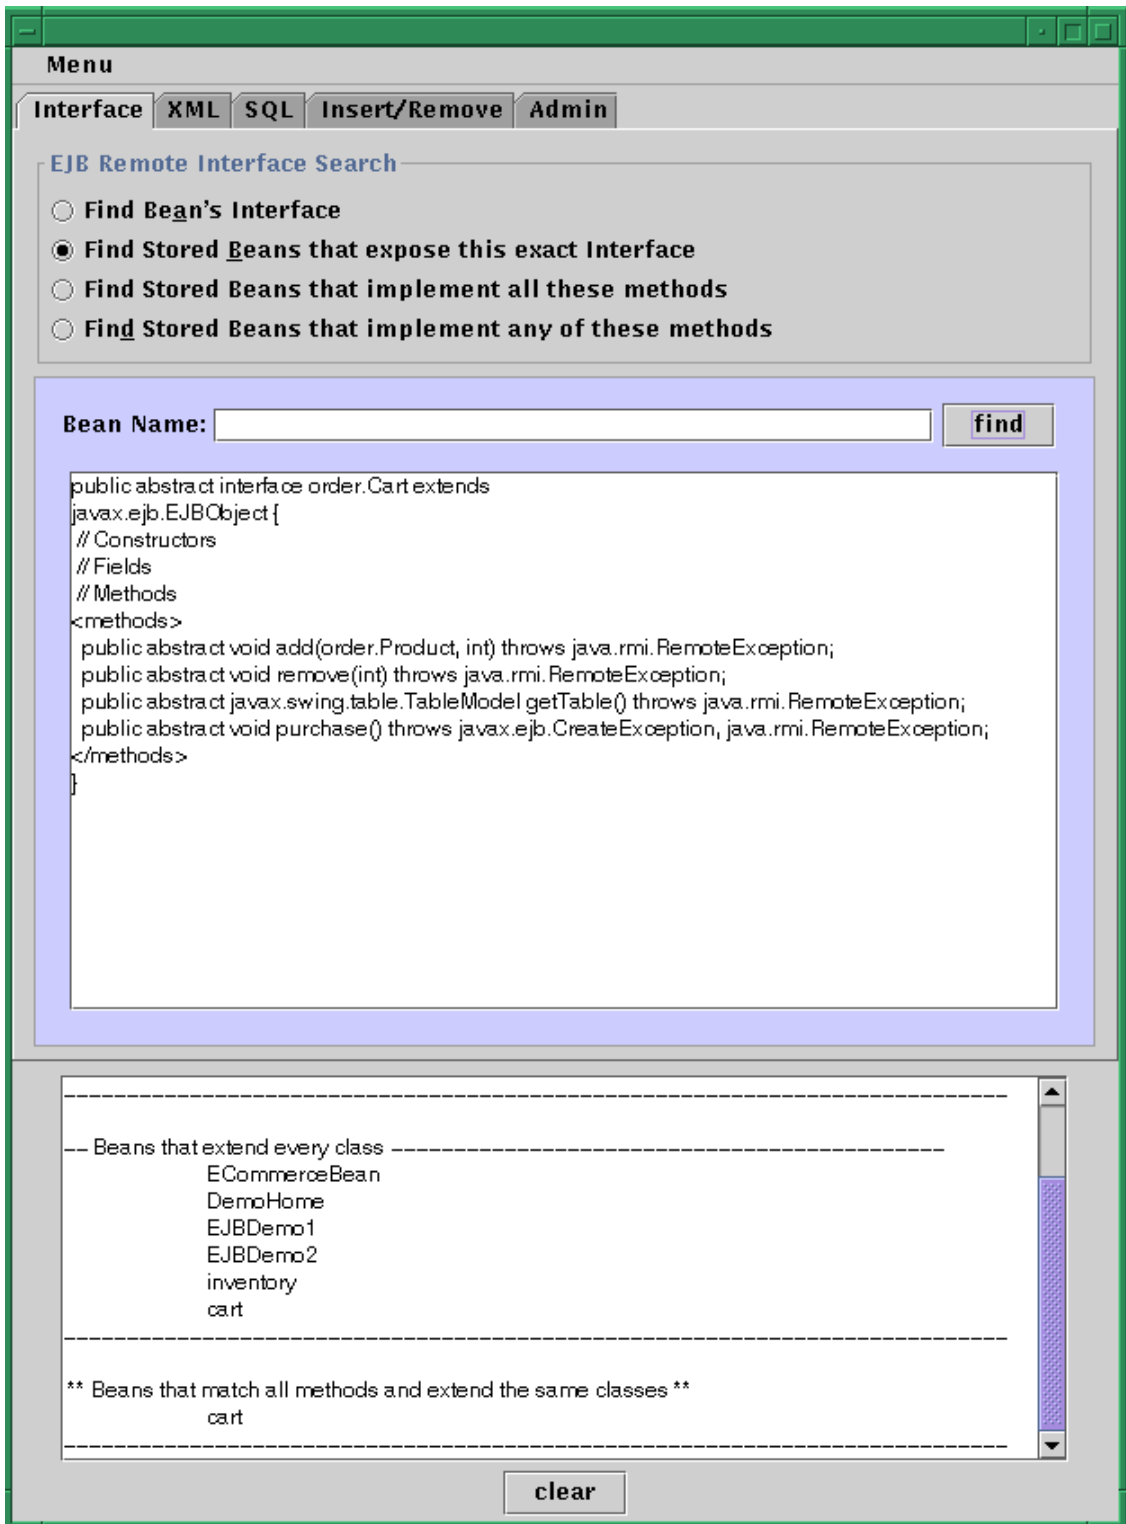 Menu
Interface XML SQL Insert/Remove Admin
EJB Remote Interface Search
Find Bean's Interface
Find Stored Beans that expose this exact Interface
Find Stored Beans that implement all these methods
Find Stored Beans that implement any of these methods
Bean Name: find
public abstract interface order.Cart extends
javax.ejb.EJBObject {
// Constructors
// Fields
// Methods
<methods>
public abstract void add(order.Product, int) throws java.rmi.RemoteException;
public abstract void remove(int) throws java.rmi.RemoteException;
public abstract javax.swing.table.TableModel getTable() throws java.rmi.RemoteException;
public abstract void purchase() throws javax.ejb.CreateException, java.rmi.RemoteException;
</methods>
}
-- Beans that extend every class --------------------------------------------
ECommerceBean
DemoHome
EJBDemo1
EJBDemo2
inventory
cart
** Beans that match all methods and extend the same classes **
cart
clear